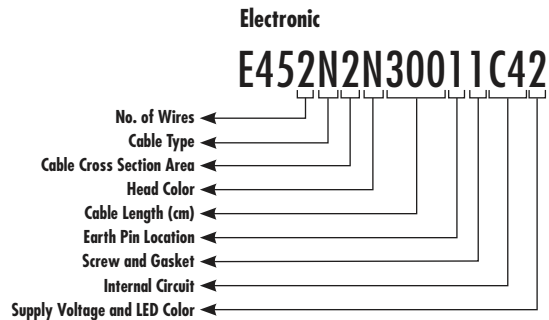 Electronic
E452N2N30011C42
No. of Wires
Cable Type
Cable Cross Section Area
Head Color
Cable Length (cm)
Earth Pin Location
Screw and Gasket
Internal Circuit
Supply Voltage and LED Color